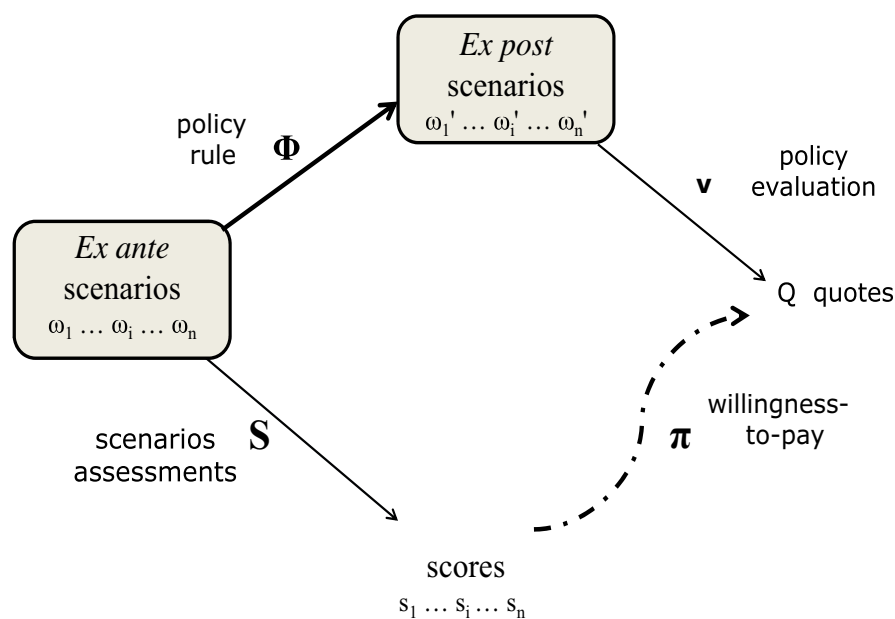 Ex post
scenarios
ω1' … ωi' … ωn'
policy
rule
Φ
policy
evaluation
v
Ex ante
scenarios
ω1 … ωi … ωn
Q quotes
scenarios
assessments
S
willingness-
to-pay
π
scores
s1 … si … sn